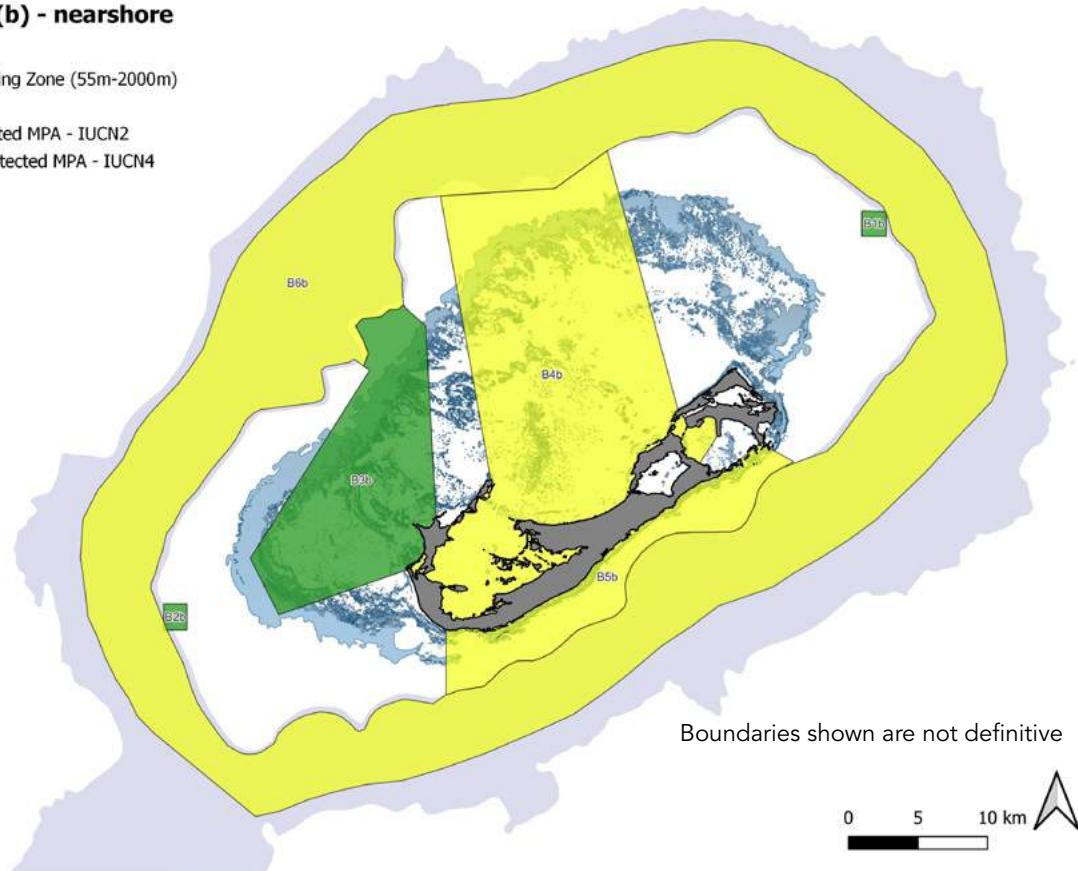 (b) - nearshore
ing Zone (55m-2000m)
ted MPA - IUCN2
tected MPA - IUCN4
B1b
B6b
B4b
B3b
B5b
B2b
Boundaries shown are not definitive
0 5 10 km